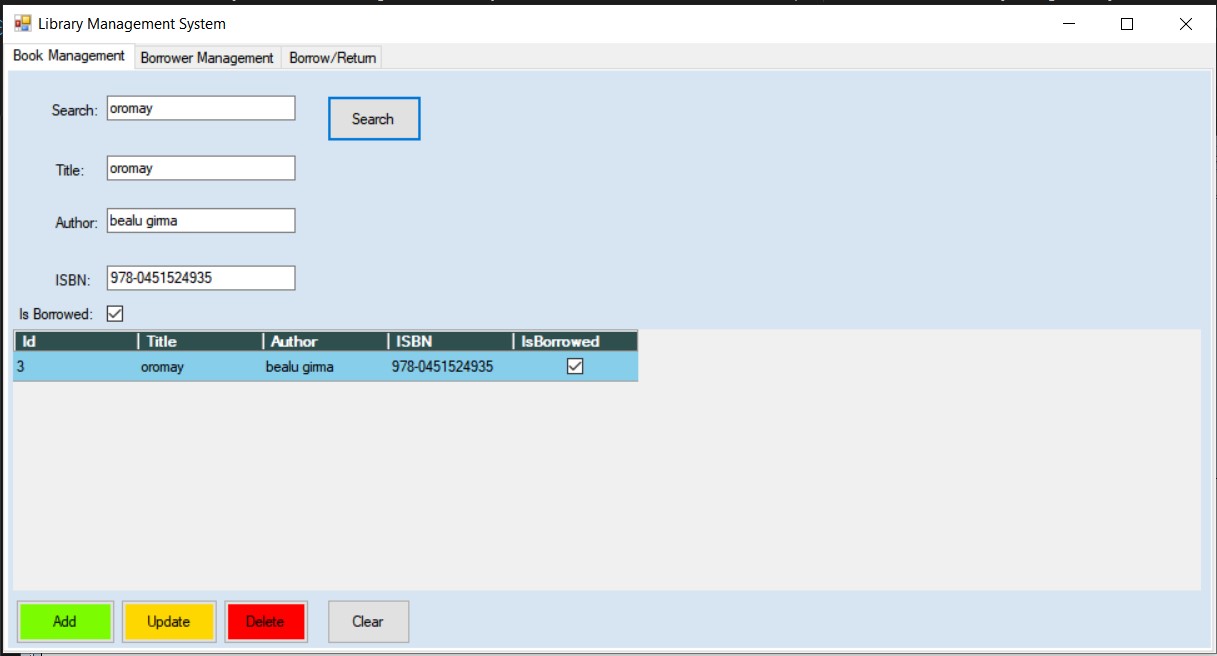 Library Management System
Book Management Borrower Management Borrow/Return
Search: oromay Search
Title: oromay
Author: bealu girma
ISBN: 978-0451524935
Is Borrowed:
Id Title Author ISBN IsBorrowed
3 oromay bealu girma 978-0451524935
Add Update Delete Clear